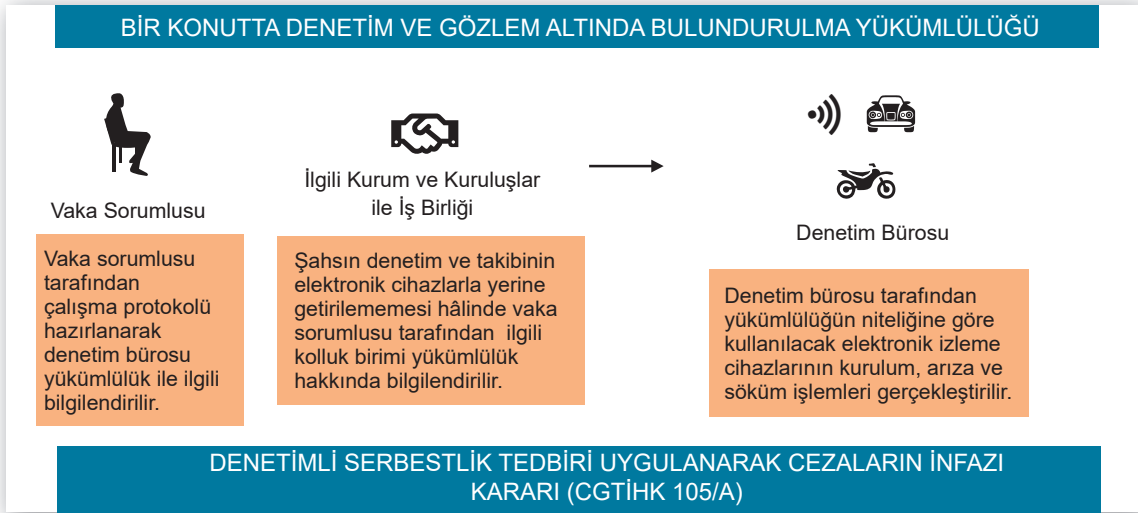 BİR KONUTTA DENETİM VE GÖZLEM ALTINDA BULUNDURULMA YÜKÜMLÜLÜĞÜ
Vaka Sorumlusu
Vaka sorumlusu
tarafından
çalışma protokolü
hazırlanarak
denetim bürosu
yükümlülük ile ilgili
bilgilendirilir.
İlgili Kurum ve Kuruluşlar
ile İş Birliği
Şahsın denetim ve takibinin
elektronik cihazlarla yerine
getirilememesi hâlinde vaka
sorumlusu tarafından ilgili
kolluk birimi yükümlülük
hakkında bilgilendirilir.
Denetim Bürosu
Denetim bürosu tarafından
yükümlülüğün niteliğine göre
kullanılacak elektronik izleme
cihazlarının kurulum, arıza ve
söküm işlemleri gerçekleştirilir.
DENETİMLİ SERBESTLİK TEDBİRİ UYGULANARAK CEZALARIN İNFAZI
KARARI (CGTİHK 105/A)